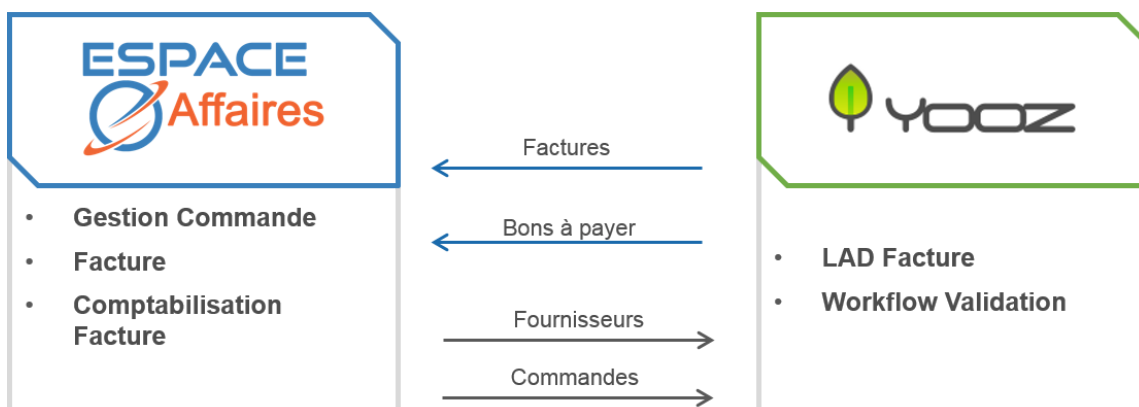 ESPACE
Affaires
YOOZ
Factures
Bons à payer
Fournisseurs
Commandes
• Gestion Commande
• Facture
• Comptabilisation
Facture
• LAD Facture
• Workflow Validation